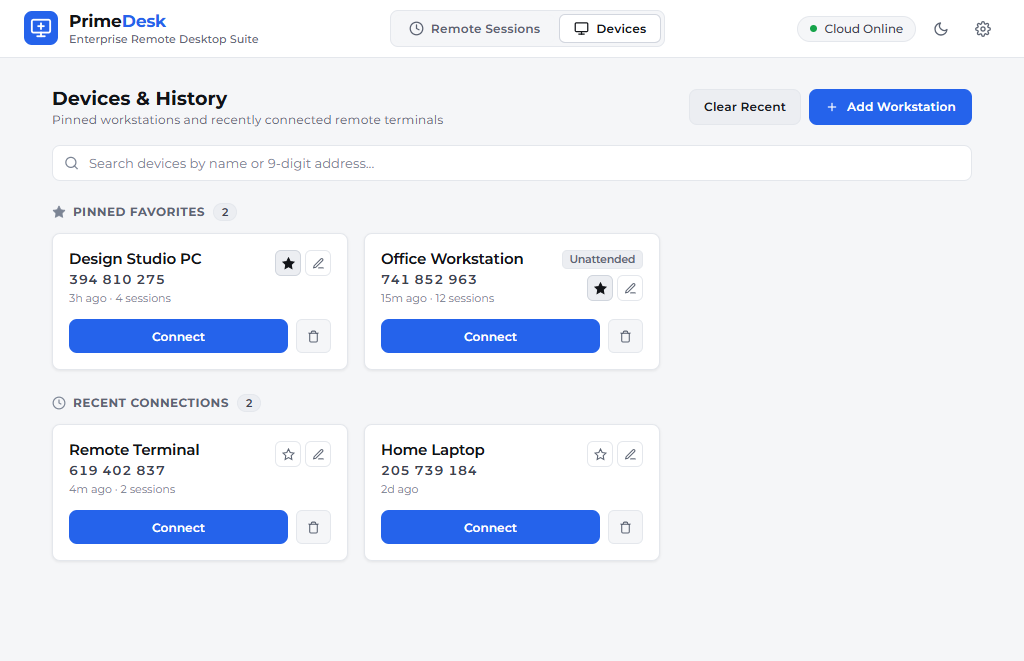 PrimeDesk
Enterprise Remote Desktop Suite
Remote Sessions
Devices
Cloud Online
Devices & History
Pinned workstations and recently connected remote terminals
Clear Recent
+ Add Workstation
Search devices by name or 9-digit address...
PINNED FAVORITES 2
Design Studio PC
394 810 275
3h ago · 4 sessions
Connect
Office Workstation
Unattended
741 852 963
15m ago · 12 sessions
Connect
RECENT CONNECTIONS 2
Remote Terminal
619 402 837
4m ago · 2 sessions
Connect
Home Laptop
205 739 184
2d ago
Connect